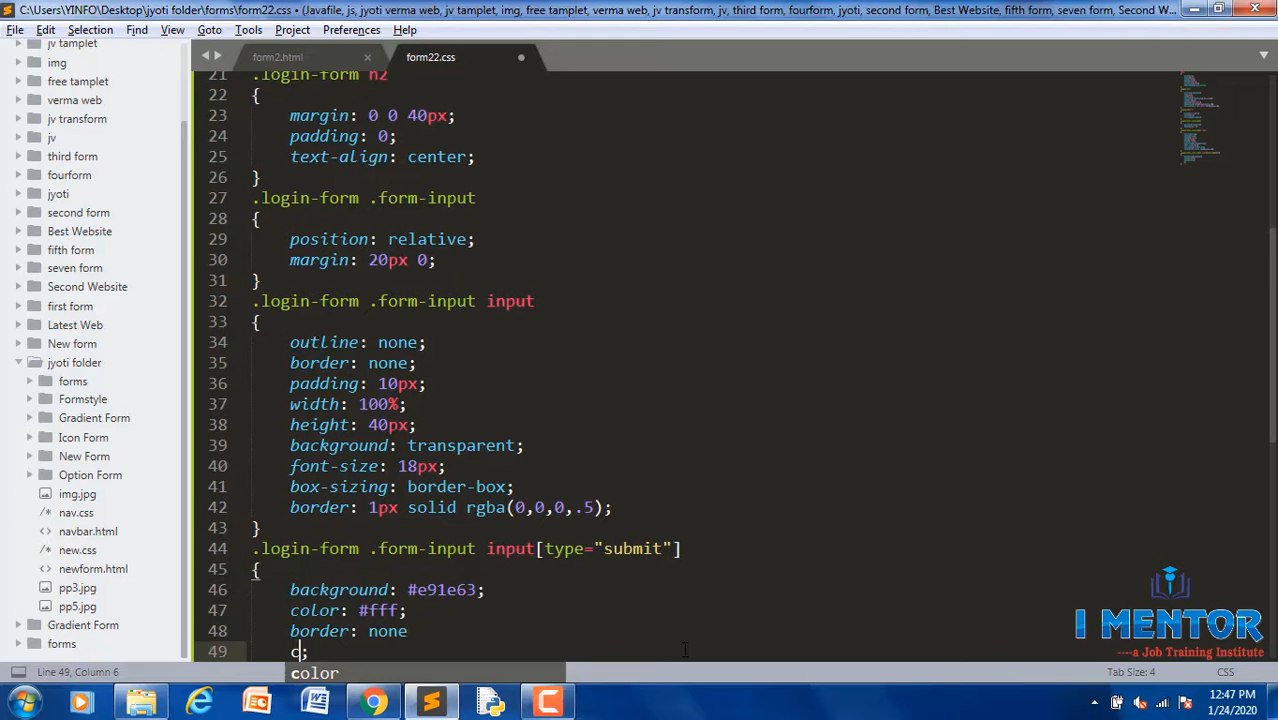 C:\Users\YINFO\Desktop\jyoti folder\forms\form22.css • (Javafile, js, jyoti verma web, jv tamplet, img, free tamplet, verma web, jv transform, jv, third form, fourform, jyoti, second form, Best Website, fifth form, seven form, Second W...
File Edit Selection Find View Goto Tools Project Preferences Help
jv tamplet
img
free tamplet
verma web
jv transform
jv
third form
fourform
jyoti
second form
Best Website
fifth form
seven form
Second Website
first form
Latest Web
New form
jyoti folder
forms
Formstyle
Gradient Form
Icon Form
New Form
Option Form
img.jpg
nav.css
navbar.html
new.css
newform.html
pp3.jpg
pp5.jpg
Gradient Form
forms
form2.html × form22.css
21 .login-form h2
22 {
23 margin: 0 0 40px;
24 padding: 0;
25 text-align: center;
26 }
27 .login-form .form-input
28 {
29 position: relative;
30 margin: 20px 0;
31 }
32 .login-form .form-input input
33 {
34 outline: none;
35 border: none;
36 padding: 10px;
37 width: 100%;
38 height: 40px;
39 background: transparent;
40 font-size: 18px;
41 box-sizing: border-box;
42 border: 1px solid rgba(0,0,0,.5);
43 }
44 .login-form .form-input input[type="submit"]
45 {
46 background: #e91e63;
47 color: #fff;
48 border: none
49 c;
color
I MENTOR
----a Job Training Institute
Line 49, Column 6 Tab Size: 4 CSS
12:47 PM
1/24/2020